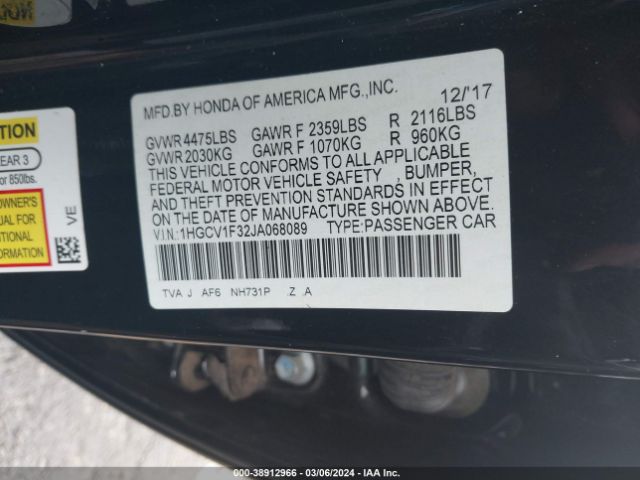 MFD.BY HONDA OF AMERICA MFG.,INC. 12/'17
GVWR 4475LBS GAWR F 2359LBS R 2116LBS
GVWR 2030KG GAWR F 1070KG R 960KG
THIS VEHICLE CONFORMS TO ALL APPLICABLE
FEDERAL MOTOR VEHICLE SAFETY , BUMPER,
AND THEFT PREVENTION STANDARDS IN EFFECT
ON THE DATE OF MANUFACTURE SHOWN ABOVE.
V.I.N.:1HGCV1F32JA068089 TYPE:PASSENGER CAR
TVA J AF6 NH731P .Z A
TION
EAR 3
or 850lbs.
OWNER'S
UAL FOR
ITIONAL
RMATION
VE
000-38912966 - 03/06/2024 - IAA Inc.